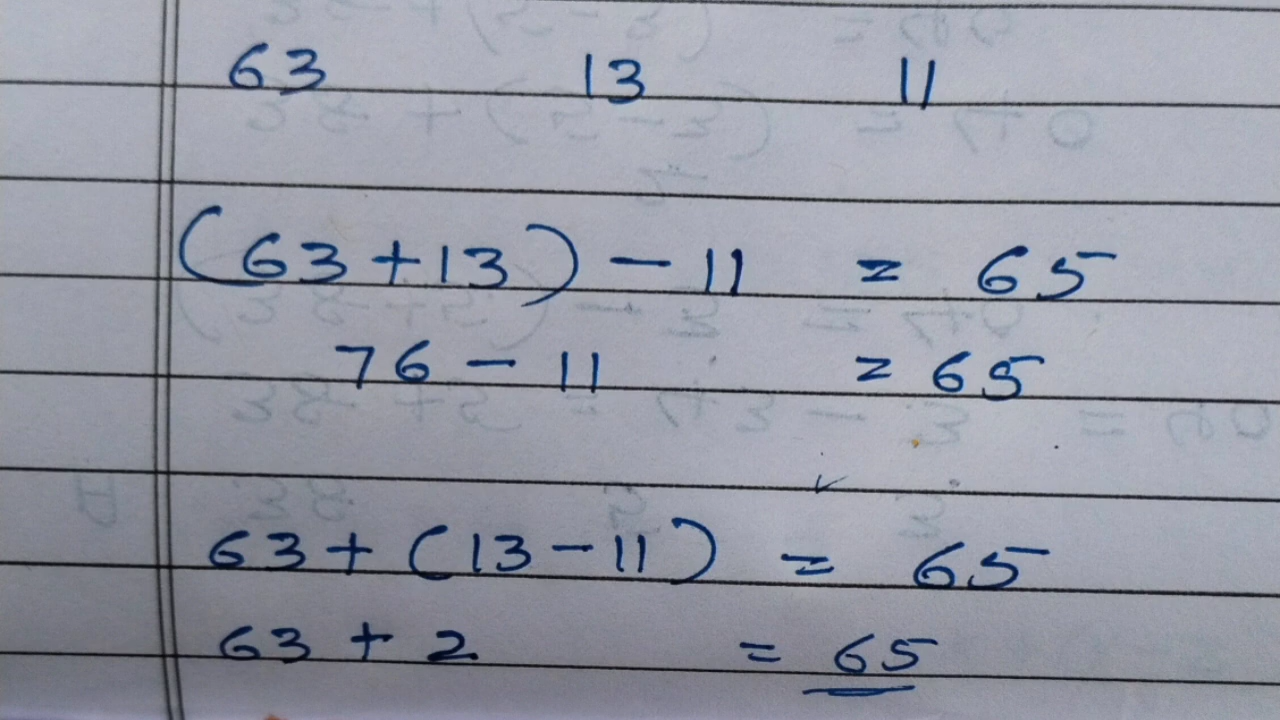 63 13 11
(63+13) - 11 = 65
76 - 11 = 65
63 + (13 - 11) = 65
63 + 2 = 65